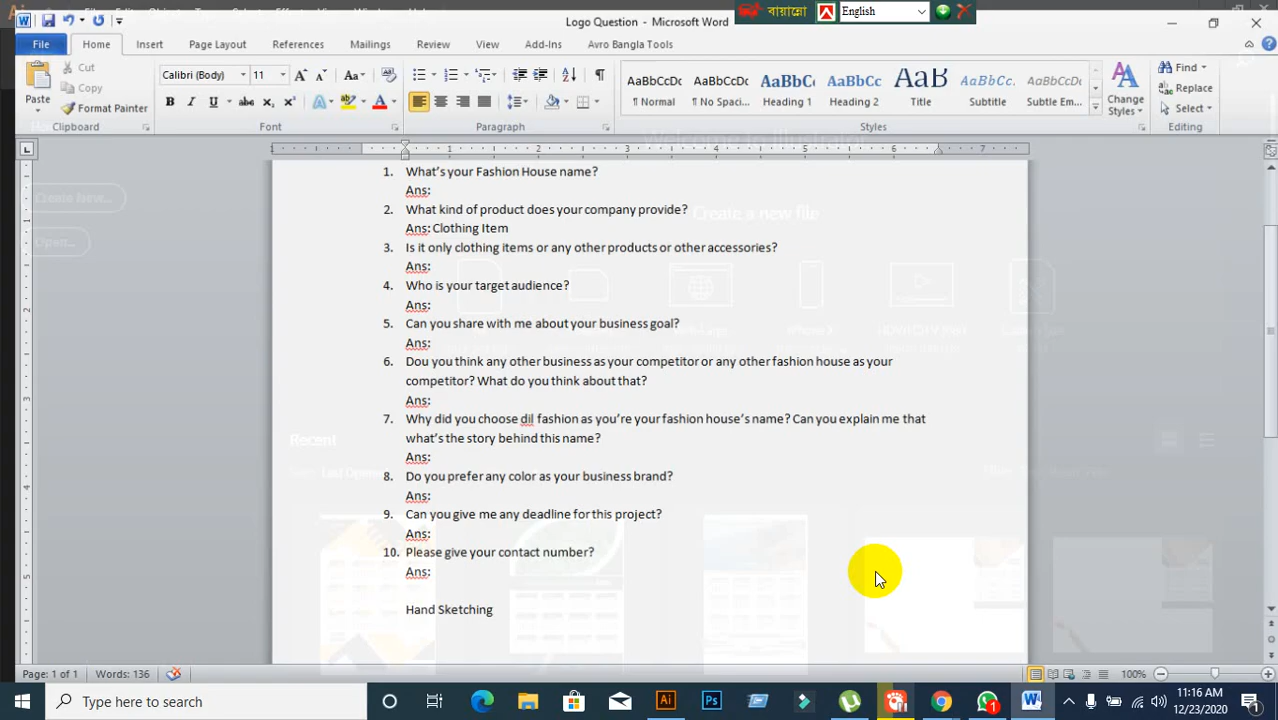 Logo Question - Microsoft Word
বায়ান্নো
English
File
Home
Insert
Page Layout
References
Mailings
Review
View
Add-Ins
Avro Bangla Tools
Paste
Cut
Copy
Format Painter
Clipboard
Calibri (Body)
11
Font
Paragraph
AaBbCcDc
¶ Normal
AaBbCcDc
¶ No Spaci...
AaBbCc
Heading 1
AaBbCc
Heading 2
AaB
Title
AaBbCc.
Subtitle
AaBbCcDc
Subtle Em...
Change
Styles
Styles
Find
Replace
Select
Editing
Create New...
Open...
Create a new file
Recent
1. What's your Fashion House name?
Ans:
2. What kind of product does your company provide?
Ans: Clothing Item
3. Is it only clothing items or any other products or other accessories?
Ans:
4. Who is your target audience?
Ans:
5. Can you share with me about your business goal?
Ans:
6. Dou you think any other business as your competitor or any other fashion house as your
competitor? What do you think about that?
Ans:
7. Why did you choose dil fashion as you're your fashion house's name? Can you explain me that
what's the story behind this name?
Ans:
8. Do you prefer any color as your business brand?
Ans:
9. Can you give me any deadline for this project?
Ans:
10. Please give your contact number?
Ans:
Hand Sketching
Page: 1 of 1
Words: 136
100%
Type here to search
11:16 AM
12/23/2020